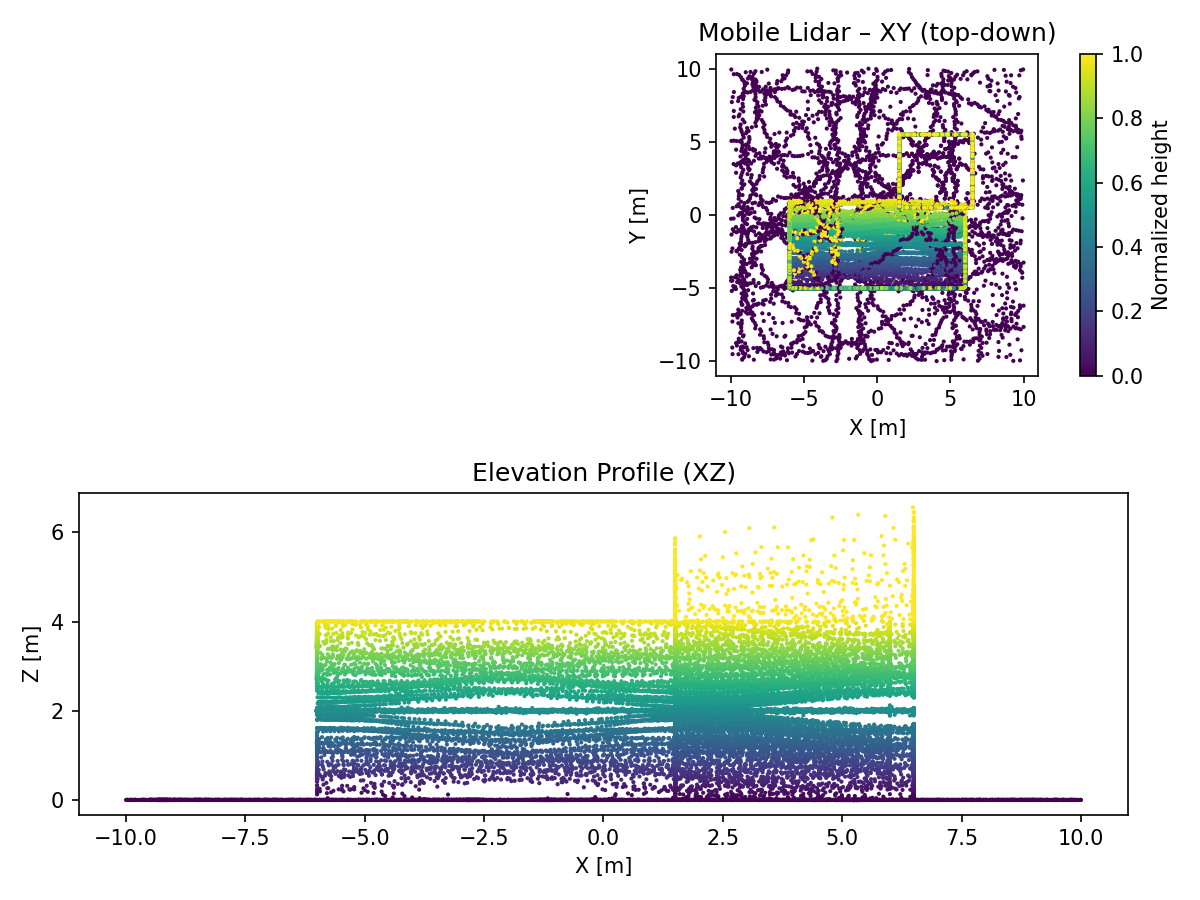 Mobile Lidar – XY (top-down)
10
5
0
−5
−10
Y [m]
−10 −5 0 5 10
X [m]
1.0
0.8
0.6
0.4
0.2
0.0
Normalized height
Elevation Profile (XZ)
6
4
2
0
Z [m]
−10.0 −7.5 −5.0 −2.5 0.0 2.5 5.0 7.5 10.0
X [m]